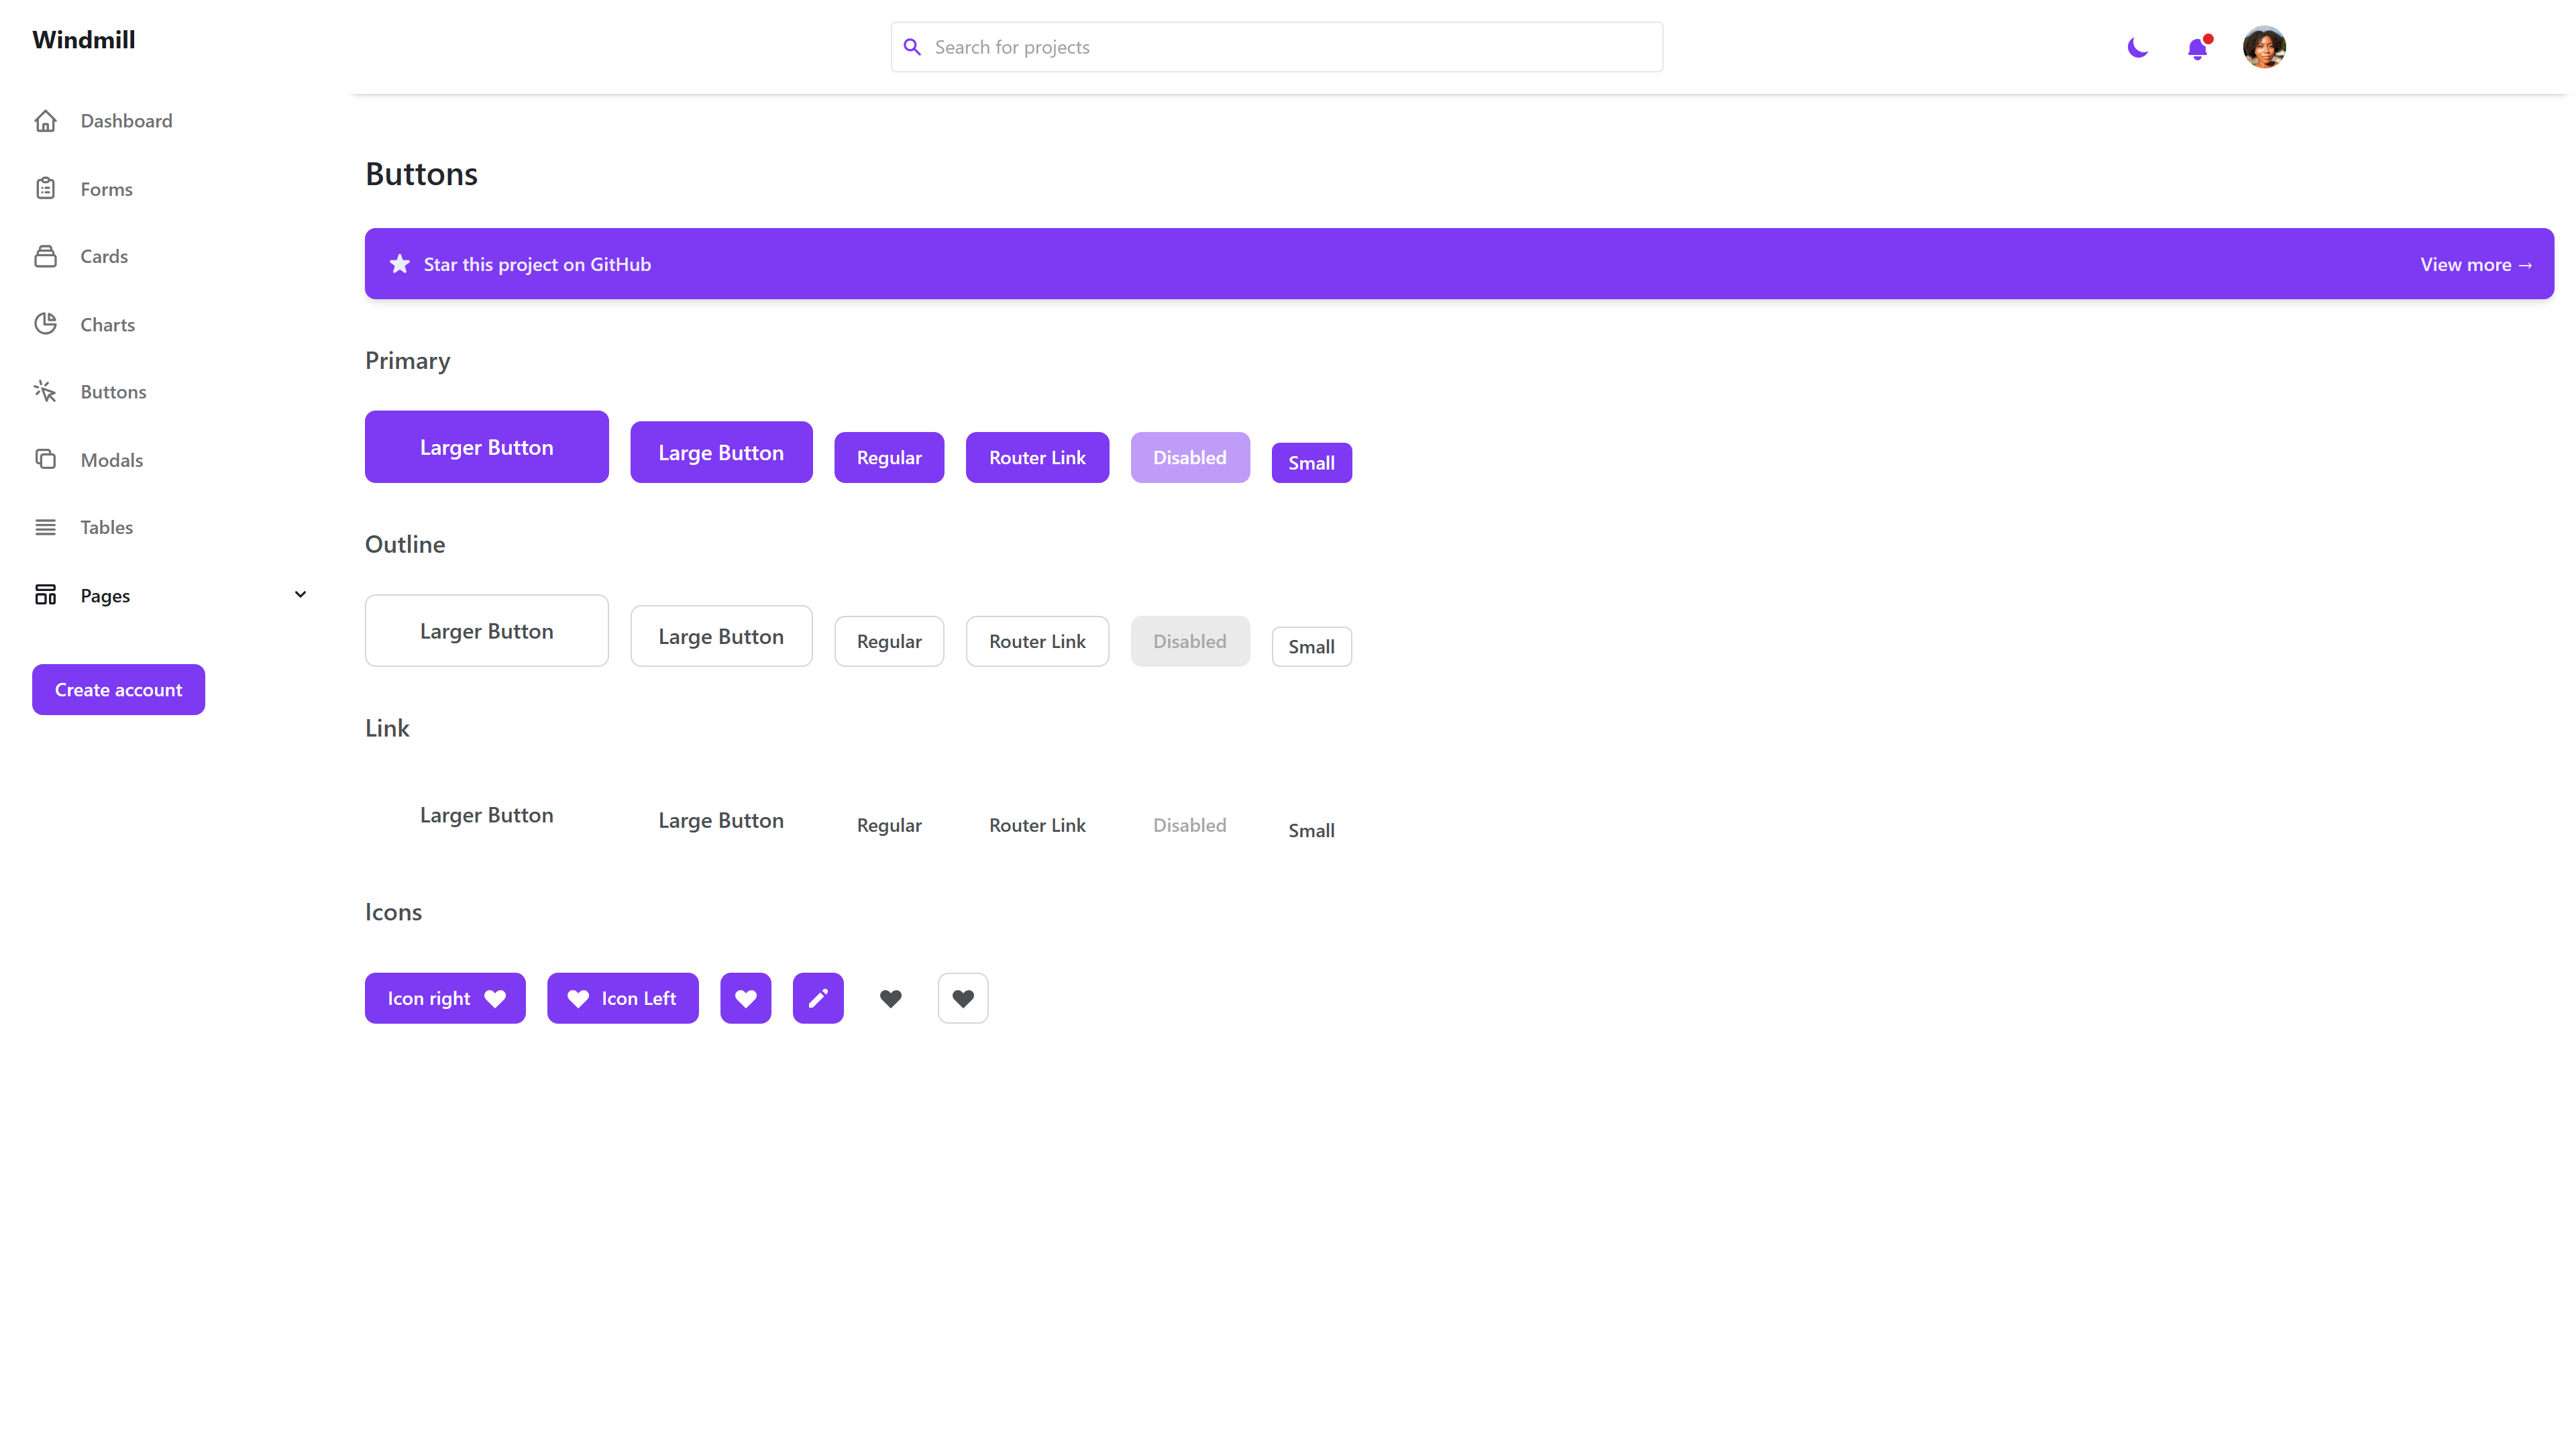 Windmill
Search for projects
Dashboard
Forms
Cards
Charts
Buttons
Modals
Tables
Pages
Create account
Buttons
Star this project on GitHub View more →
Primary
Larger Button Large Button Regular Router Link Disabled Small
Outline
Larger Button Large Button Regular Router Link Disabled Small
Link
Larger Button Large Button Regular Router Link Disabled Small
Icons
Icon right Icon Left